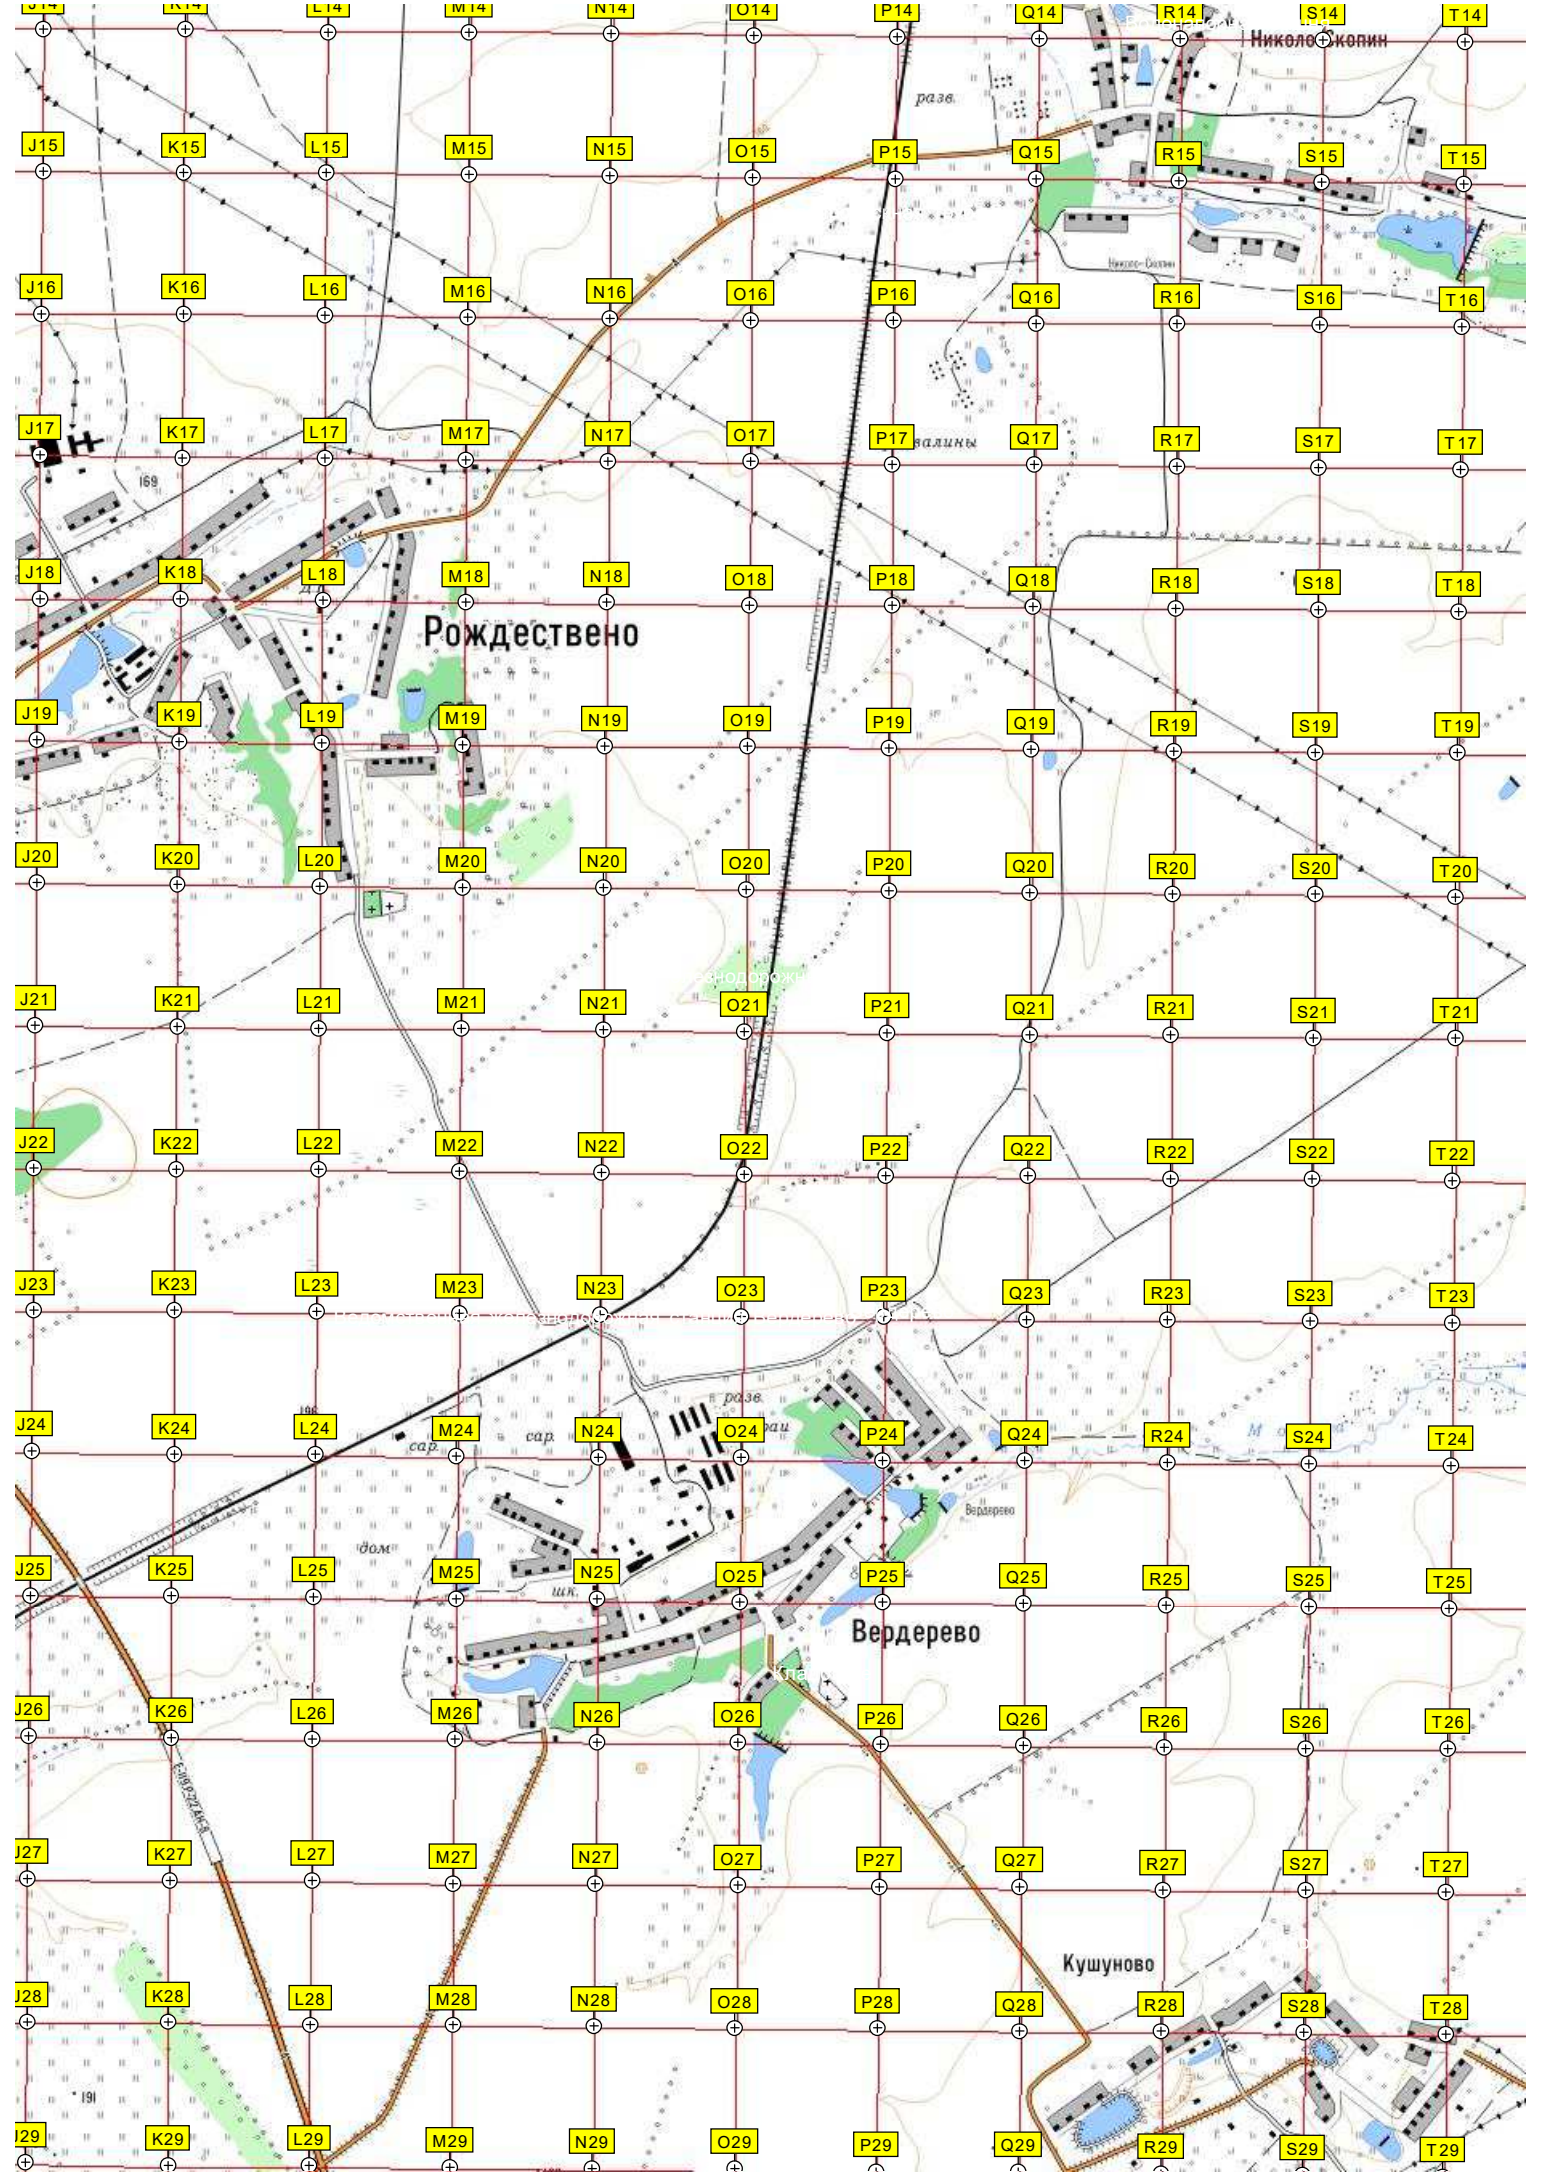 J14 K14 L14 M14 N14 O14 P14 Q14 R14 S14 T14
Николо-Скопин
разв.
J15 K15 L15 M15 N15 O15 P15 Q15 R15 S15 T15
Николо-Скопин
J16 K16 L16 M16 N16 O16 P16 Q16 R16 S16 T16
J17 K17 L17 M17 N17 O17 P17 Q17 R17 S17 T17
валины
169
J18 K18 L18 M18 N18 O18 P18 Q18 R18 S18 T18
Рождествено
J19 K19 L19 M19 N19 O19 P19 Q19 R19 S19 T19
J20 K20 L20 M20 N20 O20 P20 Q20 R20 S20 T20
J21 K21 L21 M21 N21 O21 P21 Q21 R21 S21 T21
J22 K22 L22 M22 N22 O22 P22 Q22 R22 S22 T22
J23 K23 L23 M23 N23 O23 P23 Q23 R23 S23 T23
разв.
J24 K24 L24 M24 N24 O24 P24 Q24 R24 S24 T24
сар. сар.
Вердерево
дом
J25 K25 L25 M25 N25 O25 P25 Q25 R25 S25 T25
шк.
Вердерево
J26 K26 L26 M26 N26 O26 P26 Q26 R26 S26 T26
J27 K27 L27 M27 N27 O27 P27 Q27 R27 S27 T27
Кушуново
J28 K28 L28 M28 N28 O28 P28 Q28 R28 S28 T28
191
J29 K29 L29 M29 N29 O29 P29 Q29 R29 S29 T29